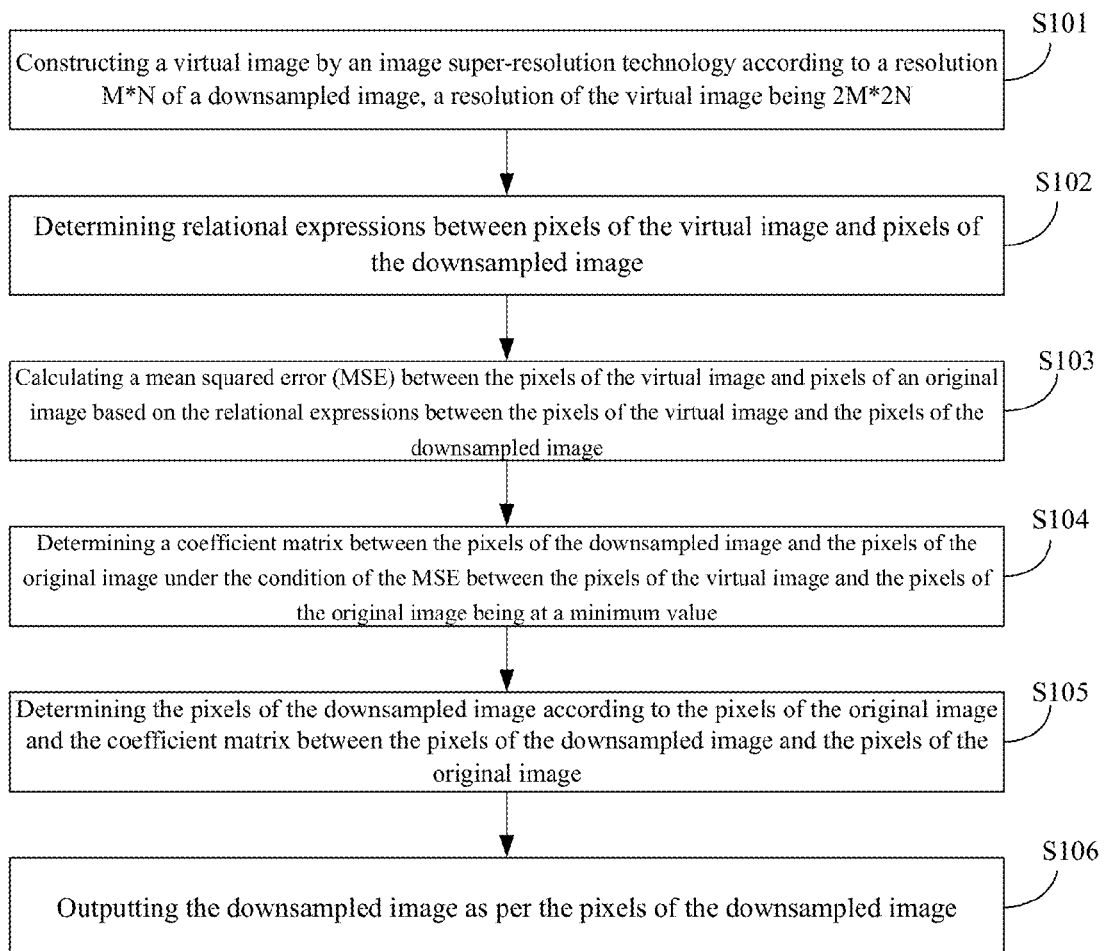 S101
Constructing a virtual image by an image super-resolution technology according to a resolution
M*N of a downsampled image, a resolution of the virtual image being 2M*2N
S102
Determining relational expressions between pixels of the virtual image and pixels of
the downsampled image
S103
Calculating a mean squared error (MSE) between the pixels of the virtual image and pixels of an original
image based on the relational expressions between the pixels of the virtual image and the pixels of the
downsampled image
S104
Determining a coefficient matrix between the pixels of the downsampled image and the pixels of the
original image under the condition of the MSE between the pixels of the virtual image and the pixels of
the original image being at a minimum value
S105
Determining the pixels of the downsampled image according to the pixels of the original image
and the coefficient matrix between the pixels of the downsampled image and the pixels of the
original image
S106
Outputting the downsampled image as per the pixels of the downsampled image